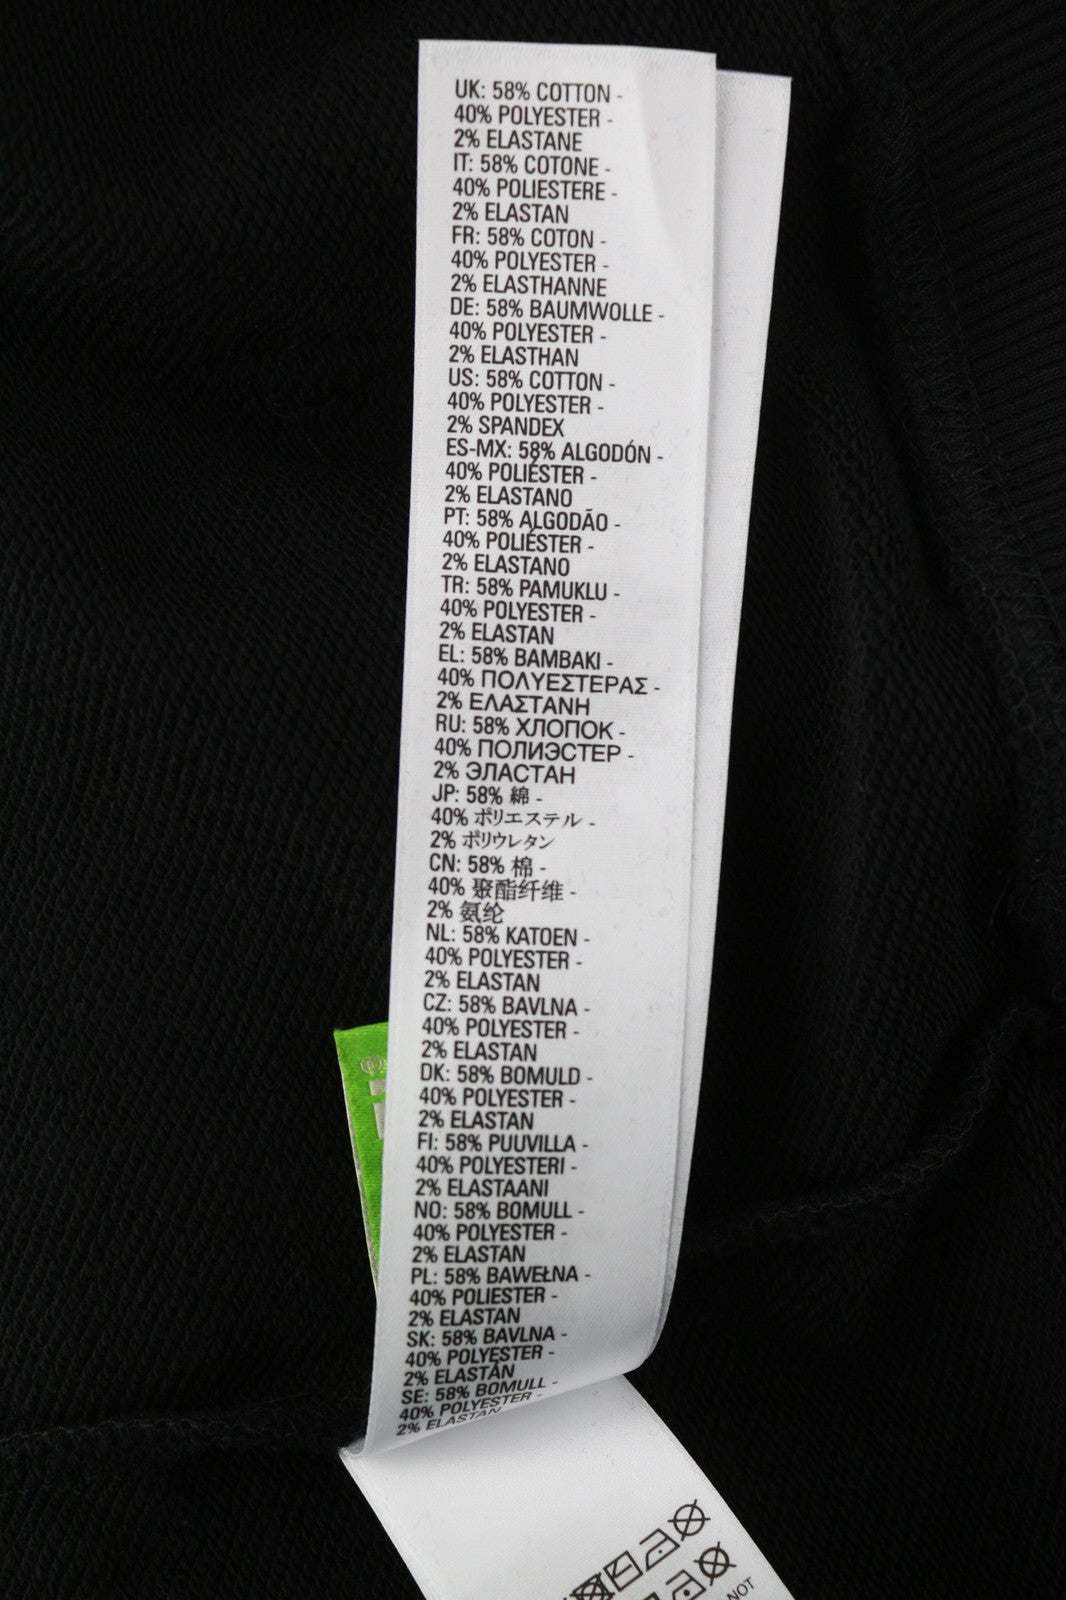 UK: 58% COTTON -
40% POLYESTER -
2% ELASTANE
IT: 58% COTONE -
40% POLIESTERE -
2% ELASTAN
FR: 58% COTON -
40% POLYESTER -
2% ELASTHANNE
DE: 58% BAUMWOLLE -
40% POLYESTER -
2% ELASTHAN
US: 58% COTTON -
40% POLYESTER -
2% SPANDEX
ES-MX: 58% ALGODÓN -
40% POLIÉSTER -
2% ELASTANO
PT: 58% ALGODÃO -
40% POLIÉSTER -
2% ELASTANO
TR: 58% PAMUKLU -
40% POLYESTER -
2% ELASTAN
EL: 58% BAMBAKI -
40% ΠΟΛΥΕΣΤΕΡΑΣ -
2% ΕΛΑΣΤΑΝΗ
RU: 58% ХЛОПОК -
40% ПОЛИЭСТЕР -
2% ЭЛАСТАН
JP: 58% 綿 -
40% ポリエステル -
2% ポリウレタン
CN: 58% 棉 -
40% 聚酯纤维 -
2% 氨纶
NL: 58% KATOEN -
40% POLYESTER -
2% ELASTAN
CZ: 58% BAVLNA -
40% POLYESTER -
2% ELASTAN
DK: 58% BOMULD -
40% POLYESTER -
2% ELASTAN
FI: 58% PUUVILLA -
40% POLYESTERI -
2% ELASTAANI
NO: 58% BOMULL -
40% POLYESTER -
2% ELASTAN
PL: 58% BAWEŁNA -
40% POLIESTER -
2% ELASTAN
SK: 58% BAVLNA -
40% POLYESTER -
2% ELASTÁN
SE: 58% BOMULL -
40% POLYESTER -
2% ELASTAN
NOT